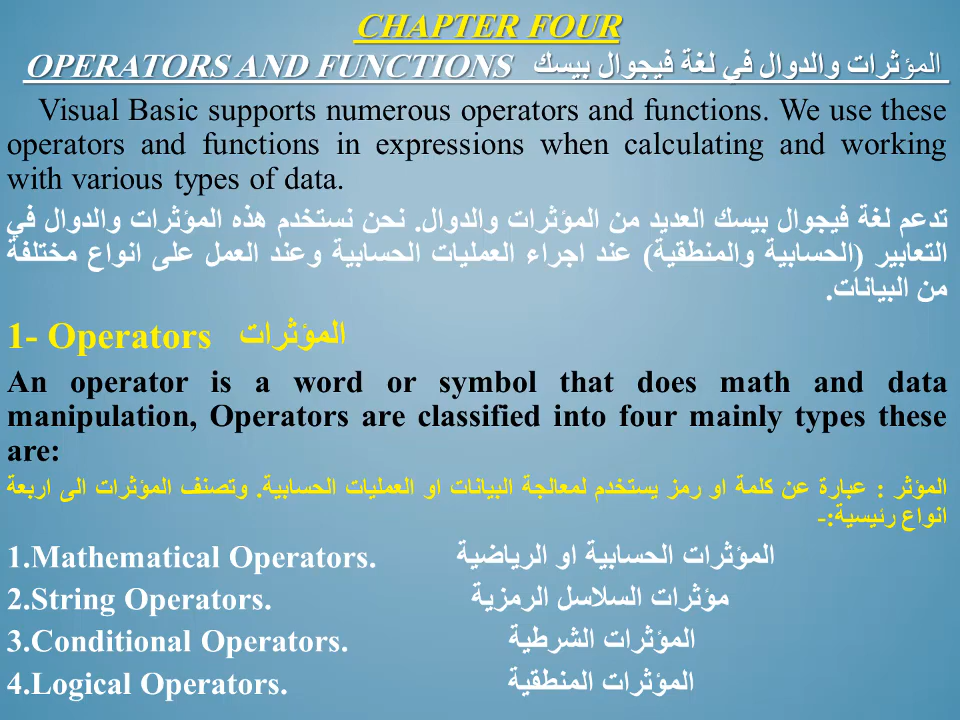 CHAPTER FOUR
OPERATORS AND FUNCTIONS المؤثرات والدوال في لغة فيجوال بيسك
Visual Basic supports numerous operators and functions. We use these
operators and functions in expressions when calculating and working
with various types of data.
تدعم لغة فيجوال بيسك العديد من المؤثرات والدوال. نحن نستخدم هذه المؤثرات والدوال في
التعابير (الحسابية والمنطقية) عند اجراء العمليات الحسابية وعند العمل على انواع مختلفة
من البيانات.
1- Operators المؤثرات
An operator is a word or symbol that does math and data
manipulation, Operators are classified into four mainly types these
are:
المؤثر : عبارة عن كلمة او رمز يستخدم لمعالجة البيانات او العمليات الحسابية. وتصنف المؤثرات الى اربعة
انواع رئيسية:-
1.Mathematical Operators. المؤثرات الحسابية او الرياضية
2.String Operators. مؤثرات السلاسل الرمزية
3.Conditional Operators. المؤثرات الشرطية
4.Logical Operators. المؤثرات المنطقية